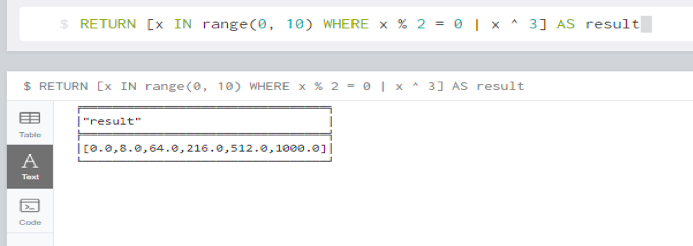 $ RETURN [x IN range(0, 10) WHERE x % 2 = 0 | x ^ 3] AS result
$ RETURN [x IN range(0, 10) WHERE x % 2 = 0 | x ^ 3] AS result
Table
A
Text
Code
"result"
[0.0,8.0,64.0,216.0,512.0,1000.0]